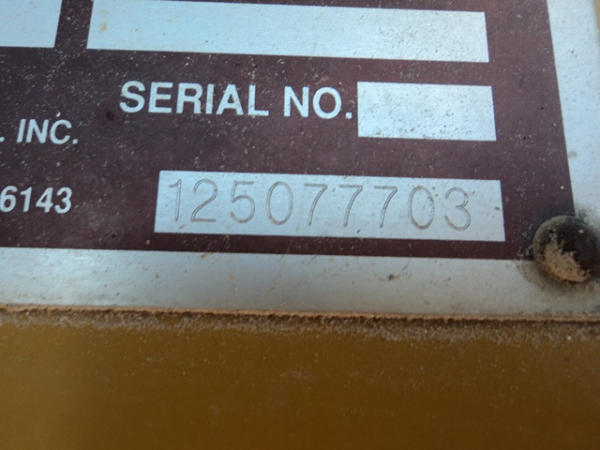 SERIAL NO.
. INC.
6143
125077703